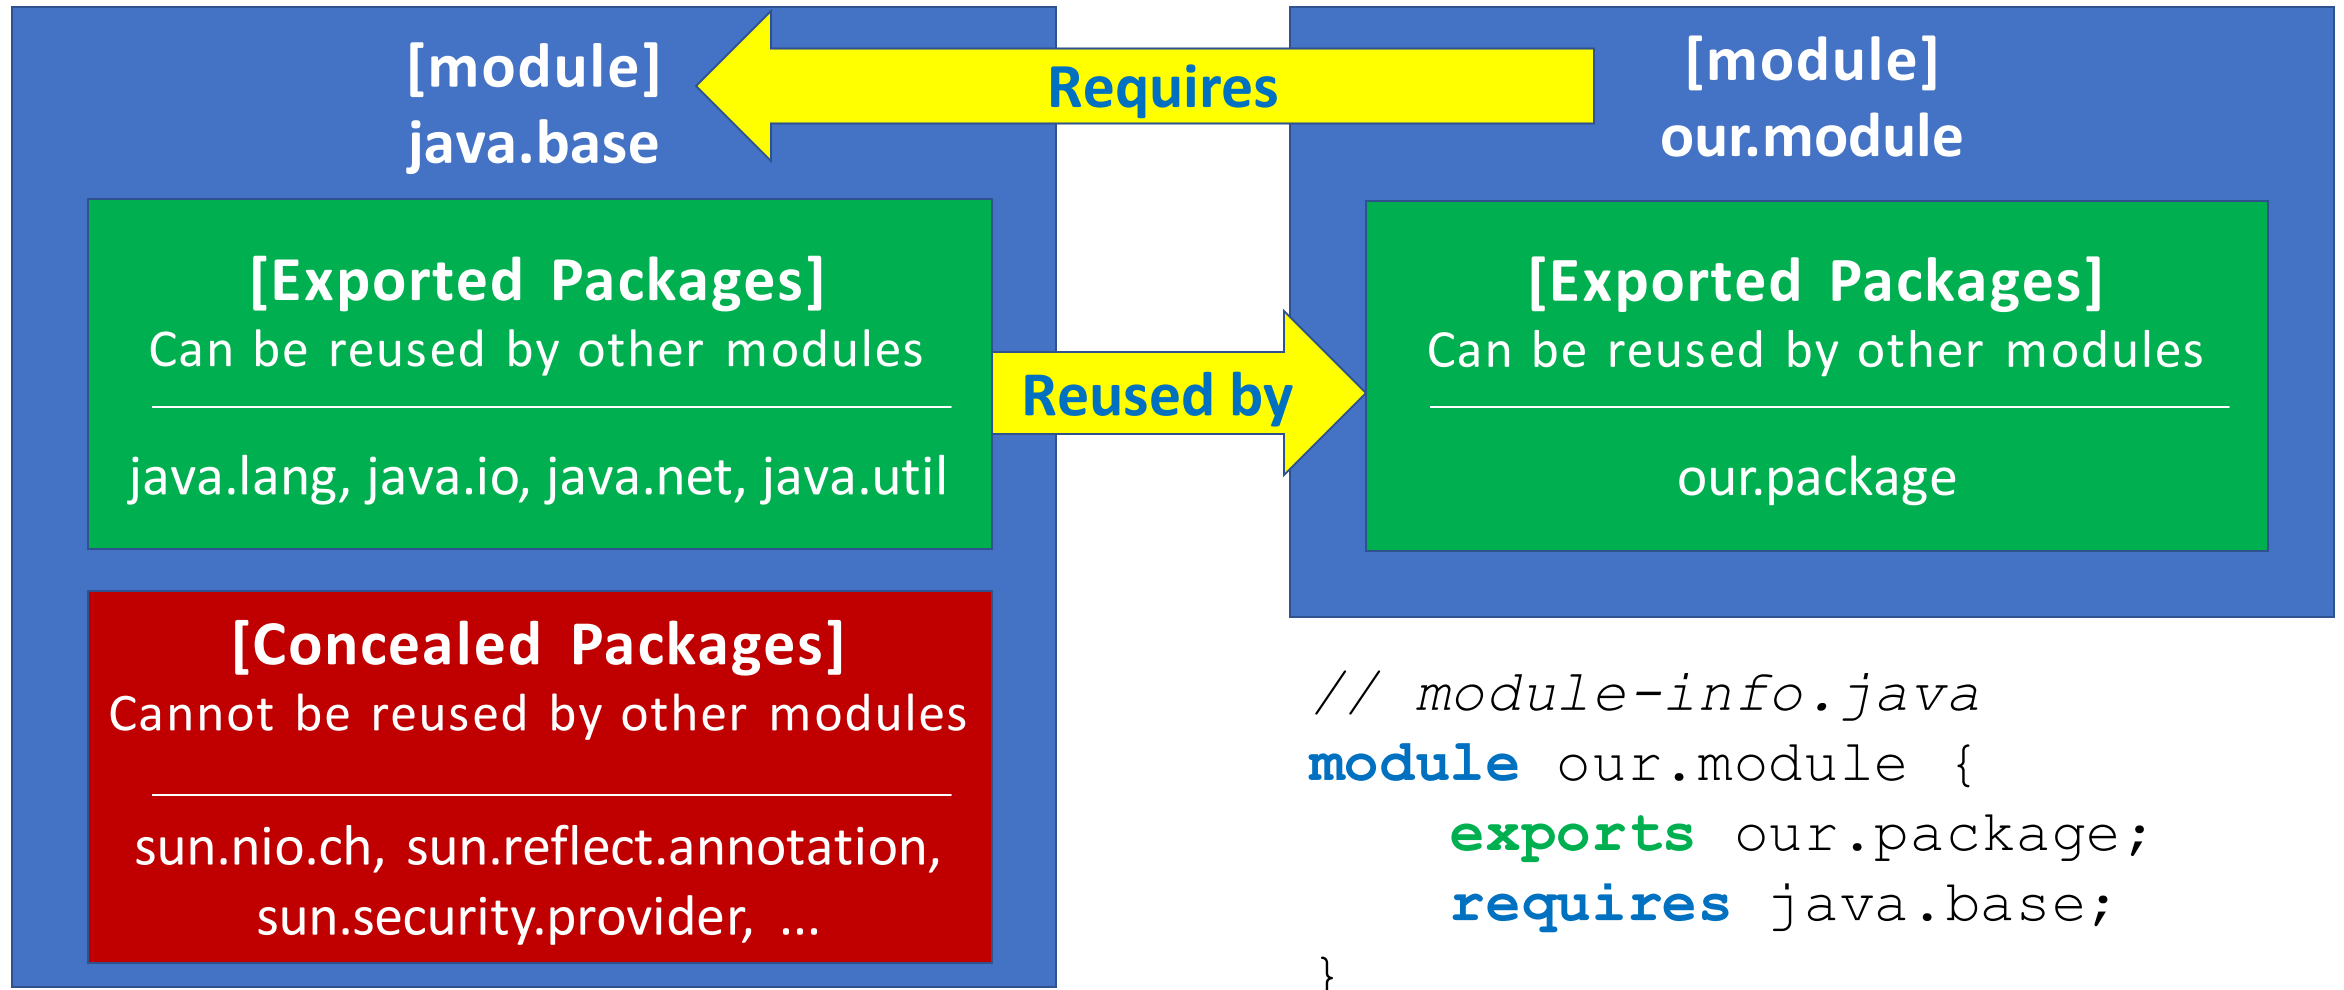 [module]
java.base
Requires
[module]
our.module
[Exported Packages]
Can be reused by other modules
java.lang, java.io, java.net, java.util
Reused by
[Exported Packages]
Can be reused by other modules
our.package
[Concealed Packages]
Cannot be reused by other modules
sun.nio.ch, sun.reflect.annotation,
sun.security.provider, ...
// module-info.java
module our.module {
    exports our.package;
    requires java.base;
}